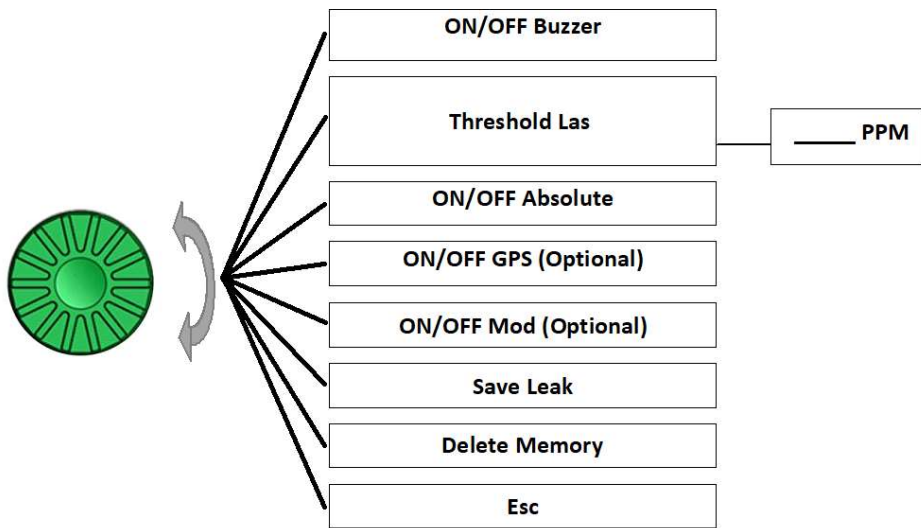 ON/OFF Buzzer
Threshold Las
____ PPM
ON/OFF Absolute
ON/OFF GPS (Optional)
ON/OFF Mod (Optional)
Save Leak
Delete Memory
Esc